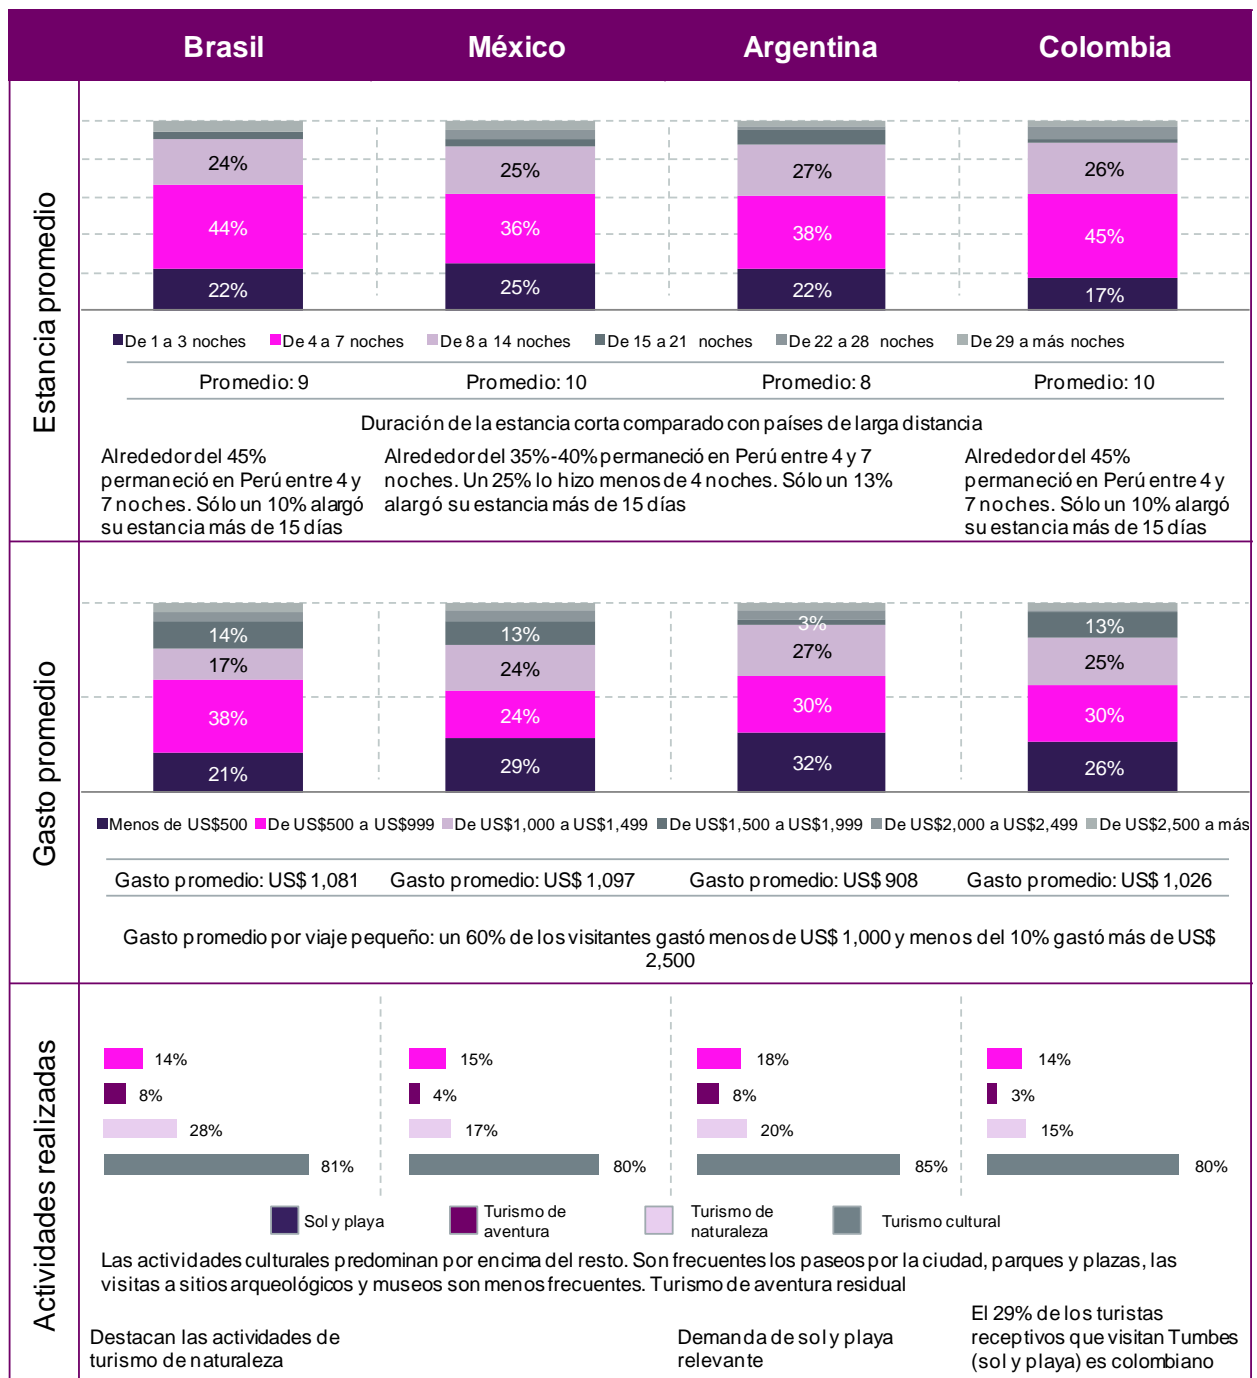 Brasil México Argentina Colombia
Estancia promedio
24% 25% 27% 26%
44% 36% 38% 45%
22% 25% 22% 17%
De 1 a 3 noches De 4 a 7 noches De 8 a 14 noches De 15 a 21 noches De 22 a 28 noches De 29 a más noches
Promedio: 9 Promedio: 10 Promedio: 8 Promedio: 10
Duración de la estancia corta comparado con países de larga distancia
Alrededor del 45%
permaneció en Perú entre 4 y
7 noches. Sólo un 10% alargó
su estancia más de 15 días
Alrededor del 35%-40% permaneció en Perú entre 4 y 7
noches. Un 25% lo hizo menos de 4 noches. Sólo un 13%
alargó su estancia más de 15 días
Alrededor del 45%
permaneció en Perú entre 4 y
7 noches. Sólo un 10% alargó
su estancia más de 15 días
Gasto promedio
14% 13% 3% 13%
17% 24% 27% 25%
38% 24% 30% 30%
21% 29% 32% 26%
Menos de US$500 De US$500 a US$999 De US$1,000 a US$1,499 De US$1,500 a US$1,999 De US$2,000 a US$2,499 De US$2,500 a más
Gasto promedio: US$ 1,081 Gasto promedio: US$ 1,097 Gasto promedio: US$ 908 Gasto promedio: US$ 1,026
Gasto promedio por viaje pequeño: un 60% de los visitantes gastó menos de US$ 1,000 y menos del 10% gastó más de US$
2,500
Actividades realizadas
14% 15% 18% 14%
8% 4% 8% 3%
28% 17% 20% 15%
81% 80% 85% 80%
Sol y playa
Turismo de
aventura
Turismo de
naturaleza
Turismo cultural
Las actividades culturales predominan por encima del resto. Son frecuentes los paseos por la ciudad, parques y plazas, las
visitas a sitios arqueológicos y museos son menos frecuentes. Turismo de aventura residual
Destacan las actividades de
turismo de naturaleza
Demanda de sol y playa
relevante
El 29% de los turistas
receptivos que visitan Tumbes
(sol y playa) es colombiano